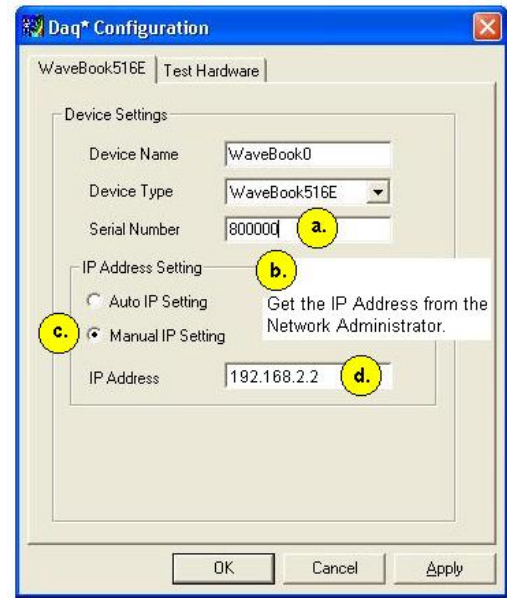 Daq* Configuration
WaveBook516E
Test Hardware
Device Settings
Device Name
WaveBook0
Device Type
WaveBook516E
Serial Number
800000
a.
IP Address Setting
b.
Auto IP Setting
Get the IP Address from the
Network Administrator.
c.
Manual IP Setting
IP Address
192.168.2.2
d.
OK
Cancel
Apply